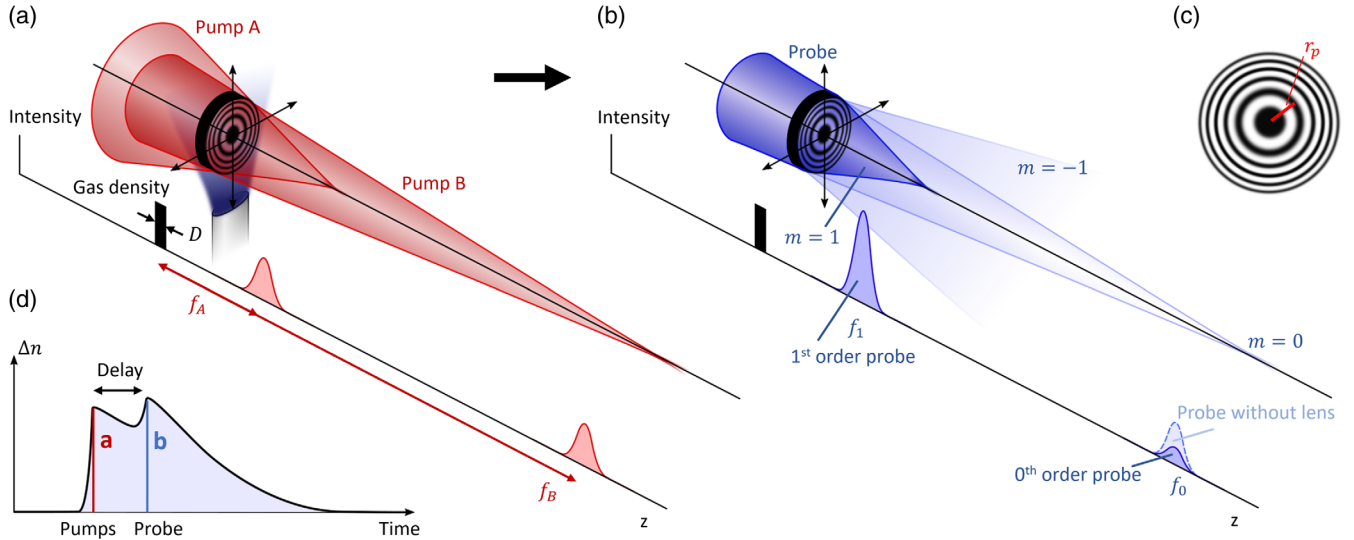 (a)
Pump A
Intensity
Gas density
D
Pump B
f_A
f_B
z
(b)
Probe
Intensity
m = −1
m = 1
f_1
1st order probe
m = 0
Probe without lens
0th order probe
f_0
z
(c)
r_p
(d)
Δn
Delay
a
b
Pumps
Probe
Time